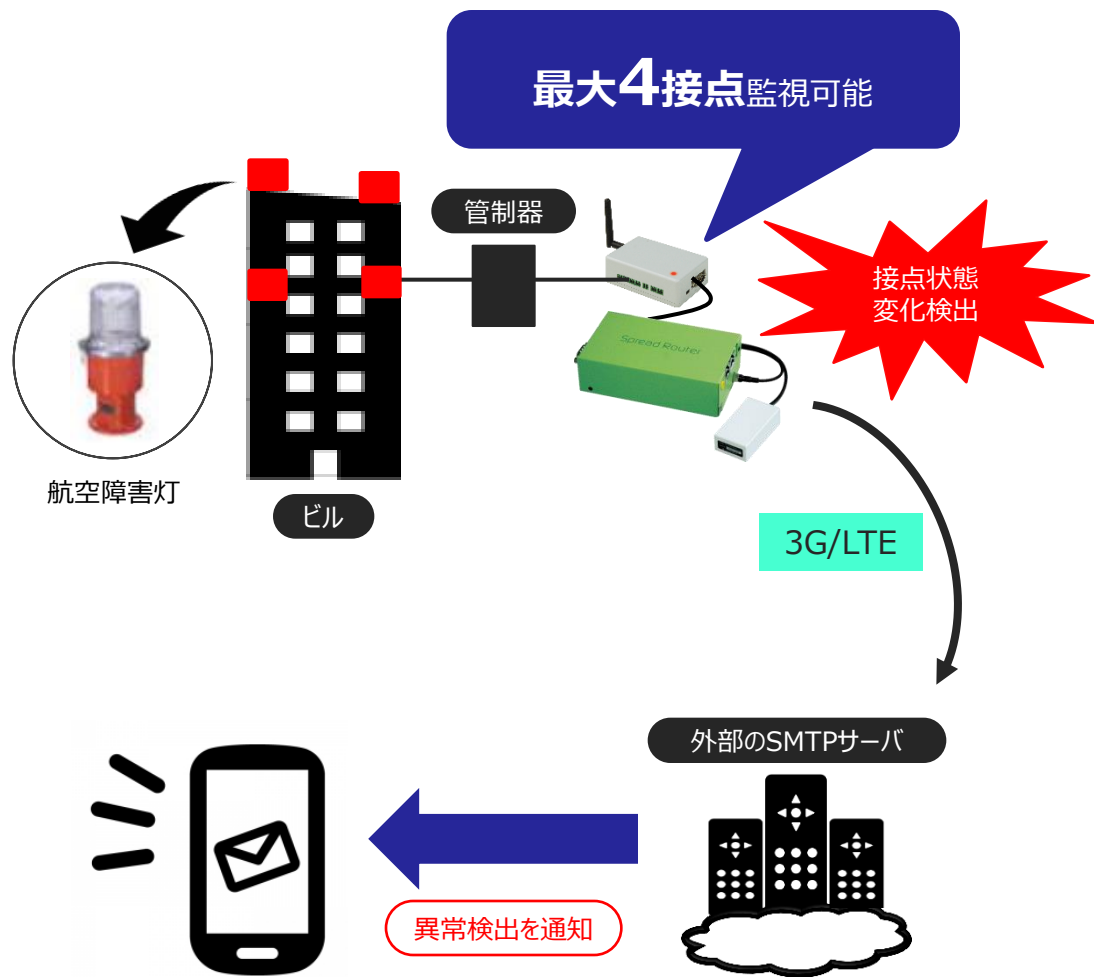 最大4接点監視可能
管制器
接点状態
変化検出
Spread Router
航空障害灯
ビル
3G/LTE
外部のSMTPサーバ
異常検出を通知